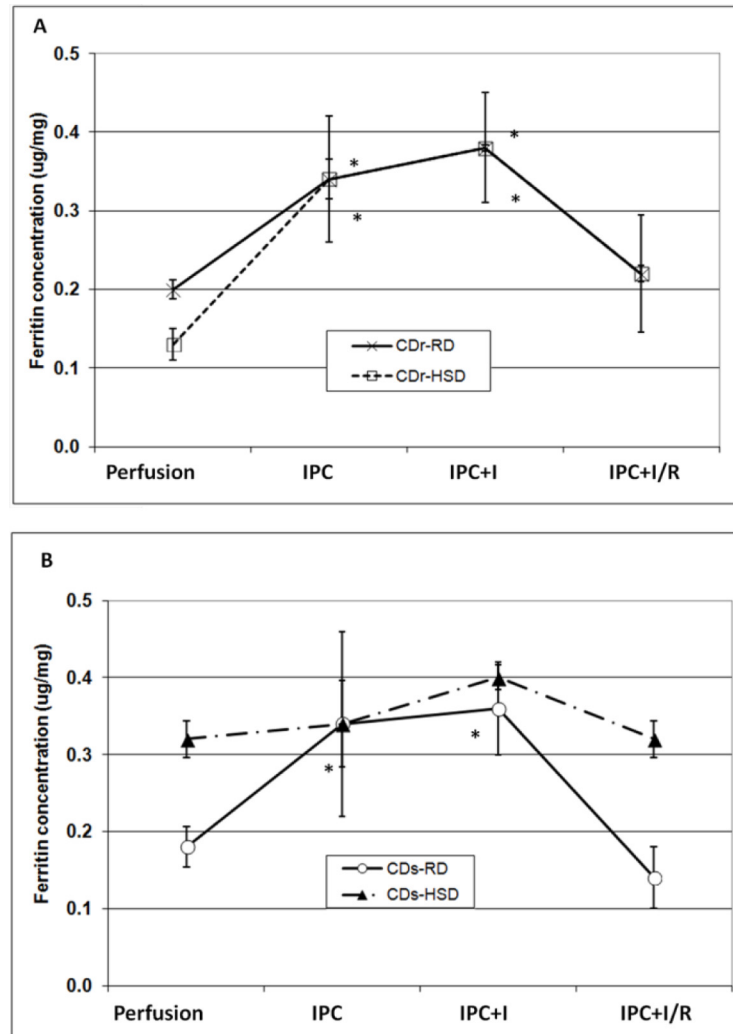 A
0.5
0.4
0.3
0.2
0.1
0.0
Ferritin concentration (ug/mg)
*
*
*
*
CDr-RD
CDr-HSD
Perfusion IPC IPC+I IPC+I/R
B
0.5
0.4
0.3
0.2
0.1
0.0
Ferritin concentration (ug/mg)
*
*
CDs-RD
CDs-HSD
Perfusion IPC IPC+I IPC+I/R